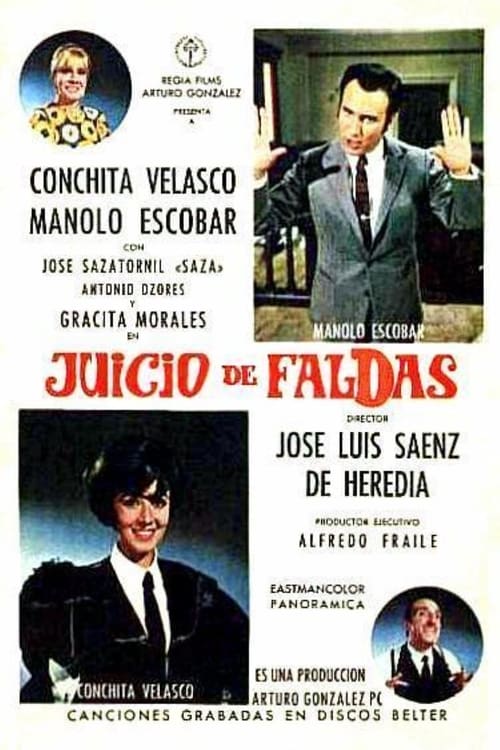 REGIA FILMS
ARTURO GONZALEZ
PRESENTA
A
CONCHITA VELASCO
MANOLO ESCOBAR
CON
JOSE SAZATORNIL «SAZA»
ANTONIO OZORES
Y
GRACITA MORALES
EN
MANOLO ESCOBAR
JUICIO DE FALDAS
DIRECTOR
JOSE LUIS SAENZ
DE HEREDIA
PRODUCTOR EJECUTIVO
ALFREDO FRAILE
EASTMANCOLOR
PANORAMICA
CONCHITA VELASCO
ES UNA PRODUCCION
ARTURO GONZALEZ PC
CANCIONES GRABADAS EN DISCOS BELTER